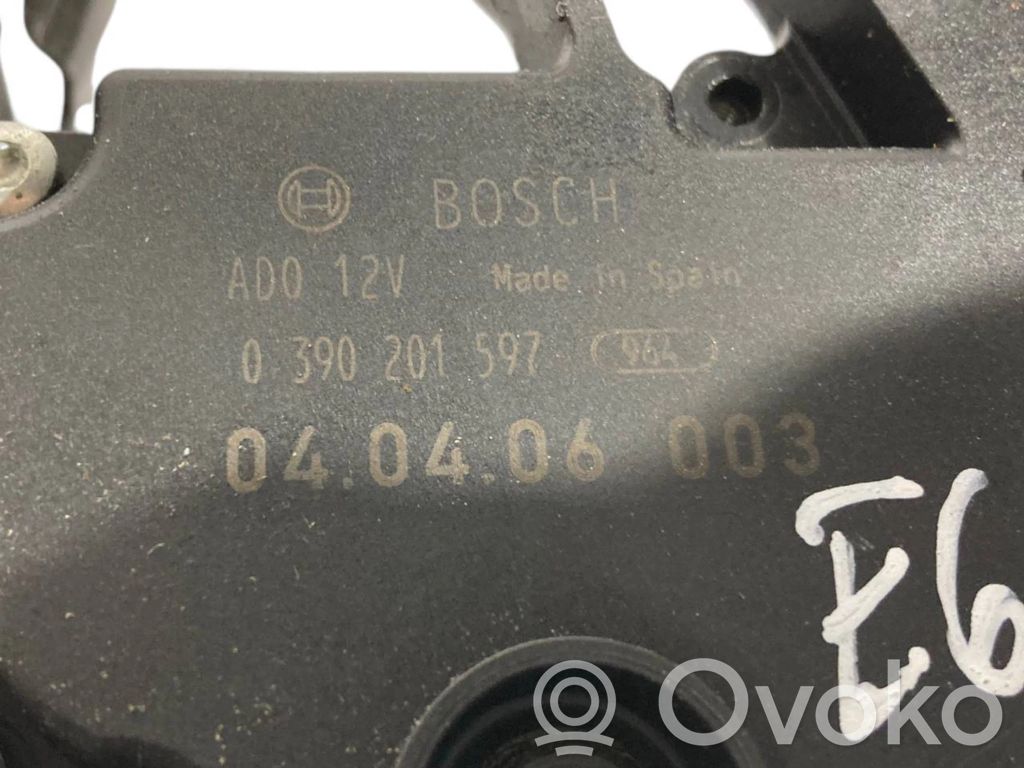 BOSCH
ADO 12V Made in Spain
0 390 201 597 964
04.04.06 003
E6
Ovoko